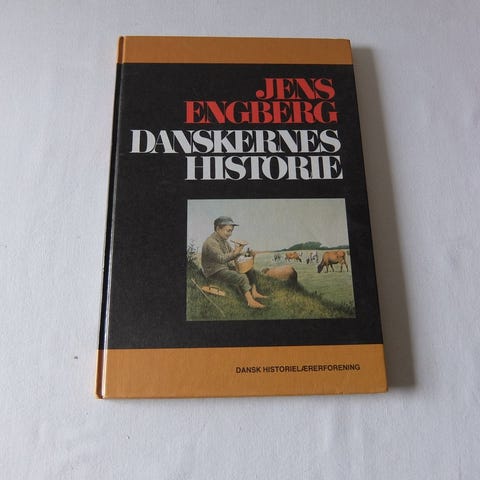 JENS
ENGBERG
DANSKERNES
HISTORIE
DANSK HISTORIELÆRERFORENING